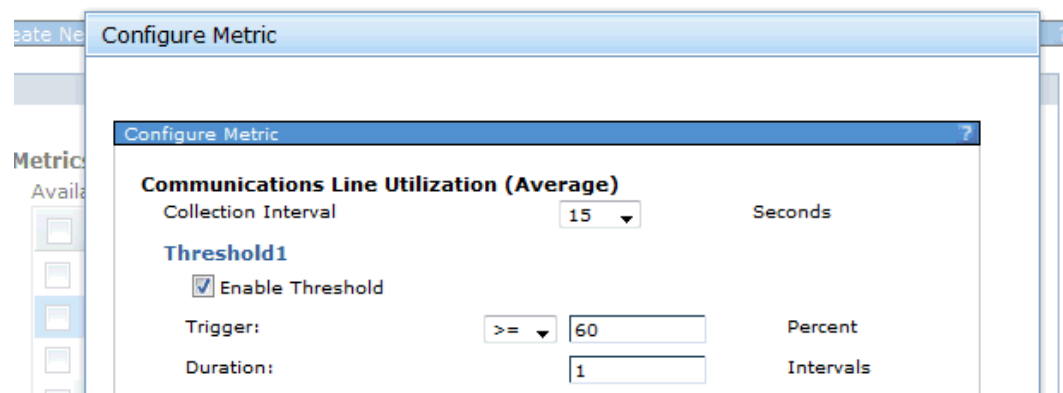 eate Ne
Configure Metric
Configure Metric ?
Metrics
Availa
Communications Line Utilization (Average)
Collection Interval 15 Seconds
Threshold1
Enable Threshold
Trigger: >= 60 Percent
Duration: 1 Intervals